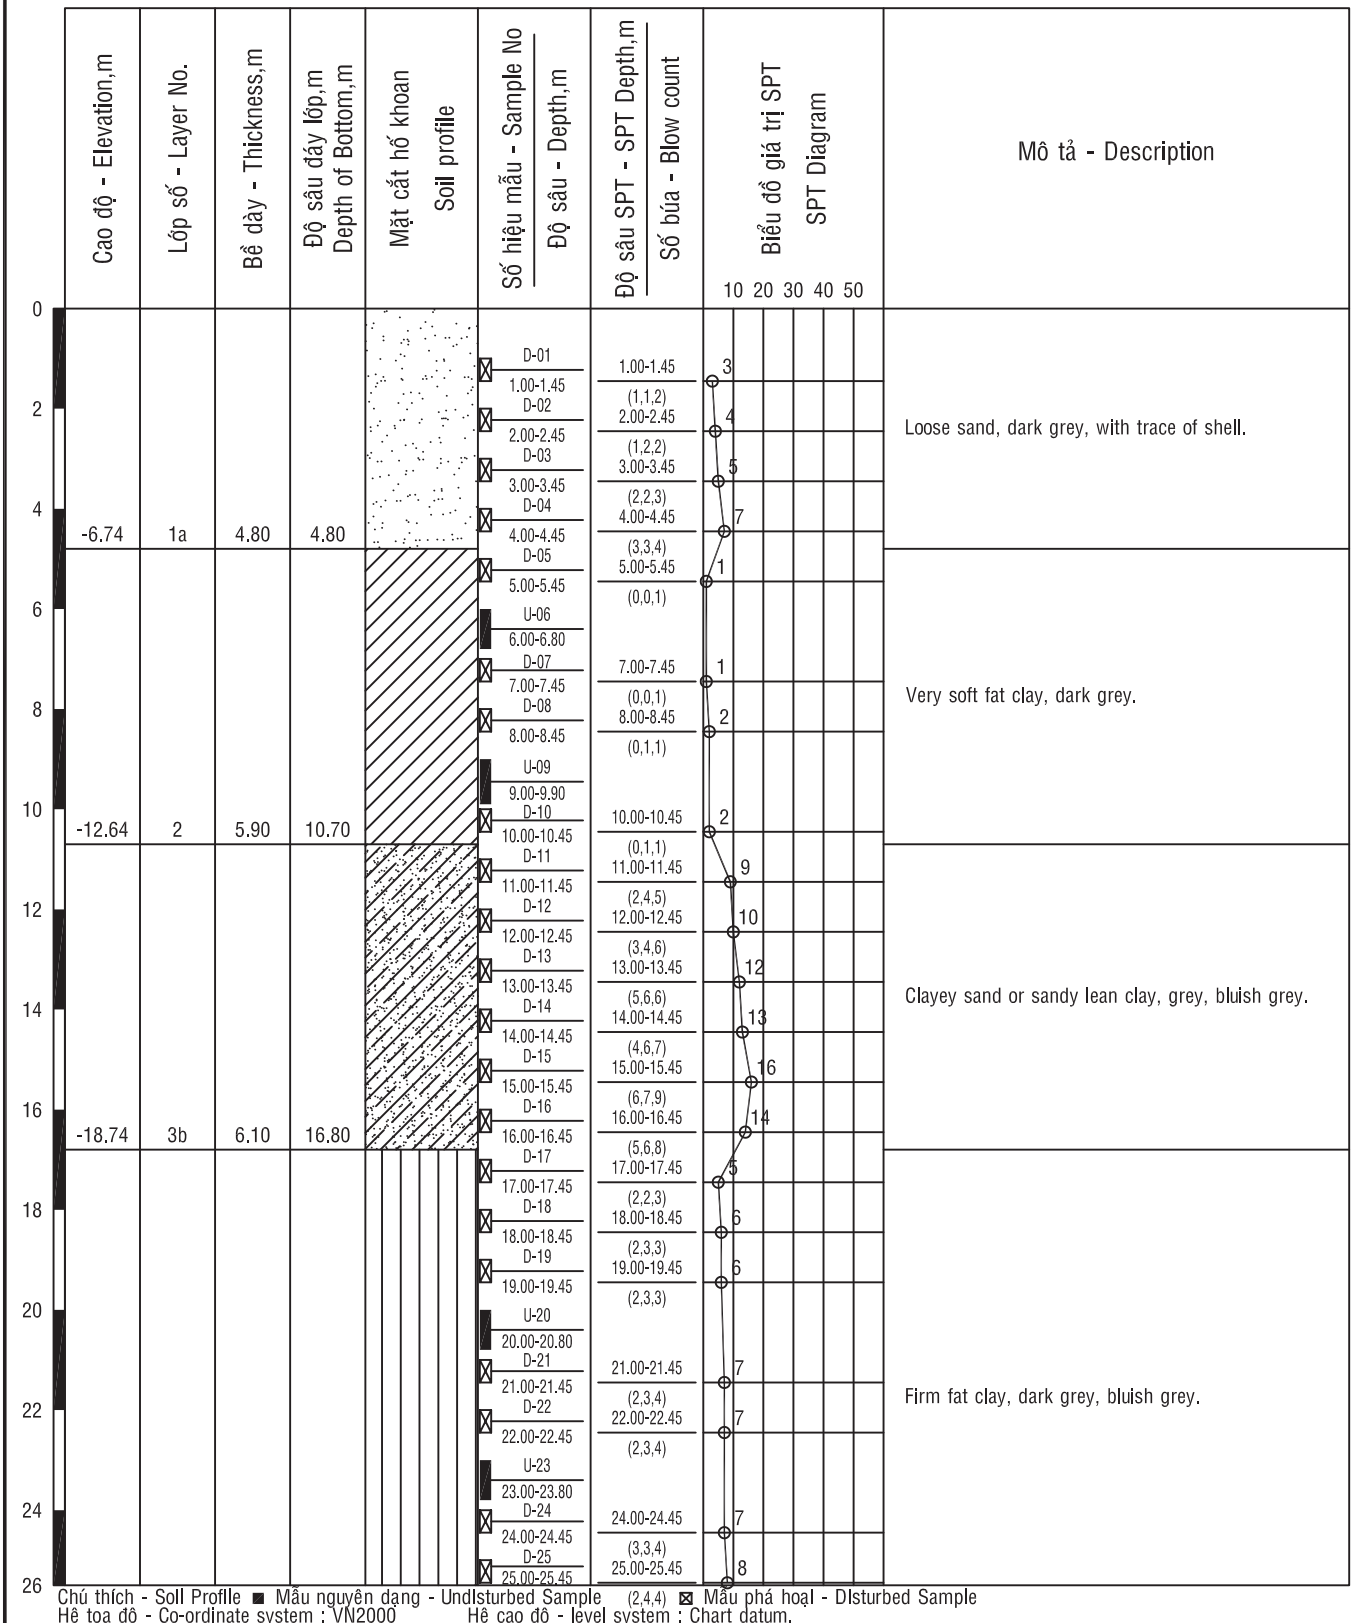 Cao độ - Elevation,m
Lớp số - Layer No.
Bề dày - Thickness,m
Độ sâu đáy lớp,m
Depth of Bottom,m
Mặt cắt hố khoan
Soil profile
Số hiệu mẫu - Sample No
Độ sâu - Depth,m
Độ sâu SPT - SPT Depth,m
Số búa - Blow count
Biểu đồ giá trị SPT
SPT Diagram
10 20 30 40 50
Mô tả - Description
0
D-01 1.00-1.45 3
1.00-1.45 (1,1,2)
2 D-02 2.00-2.45 4
Loose sand, dark grey, with trace of shell.
2.00-2.45 (1,2,2)
D-03 3.00-3.45 5
3.00-3.45 (2,2,3)
4 D-04 4.00-4.45 7
-6.74 1a 4.80 4.80 4.00-4.45 (3,3,4)
D-05 5.00-5.45 1
5.00-5.45 (0,0,1)
6 U-06
6.00-6.80
D-07 7.00-7.45 1
7.00-7.45 (0,0,1)
Very soft fat clay, dark grey.
8 D-08 8.00-8.45 2
8.00-8.45 (0,1,1)
U-09
9.00-9.90
10 D-10 10.00-10.45 2
-12.64 2 5.90 10.70 10.00-10.45 (0,1,1)
D-11 11.00-11.45 9
11.00-11.45 (2,4,5)
12 D-12 12.00-12.45 10
12.00-12.45 (3,4,6)
D-13 13.00-13.45 12
13.00-13.45 (5,6,6)
Clayey sand or sandy lean clay, grey, bluish grey.
14 D-14 14.00-14.45 13
14.00-14.45 (4,6,7)
D-15 15.00-15.45 16
15.00-15.45 (6,7,9)
16 D-16 16.00-16.45 14
-18.74 3b 6.10 16.80 16.00-16.45 (5,6,8)
D-17 17.00-17.45 5
17.00-17.45 (2,2,3)
18 D-18 18.00-18.45 6
18.00-18.45 (2,3,3)
D-19 19.00-19.45 6
19.00-19.45 (2,3,3)
20 U-20
20.00-20.80
D-21 21.00-21.45 7
21.00-21.45 (2,3,4)
Firm fat clay, dark grey, bluish grey.
22 D-22 22.00-22.45 7
22.00-22.45 (2,3,4)
U-23
23.00-23.80
24 D-24 24.00-24.45 7
24.00-24.45 (3,3,4)
D-25 25.00-25.45 8
26 25.00-25.45 (2,4,4)
Chú thích - Soil Profile Mẫu nguyên dạng - Undisturbed Sample Mẫu phá hoại - Disturbed Sample
Hệ tọa độ - Co-ordinate system : VN2000 Hệ cao độ - level system : Chart datum.